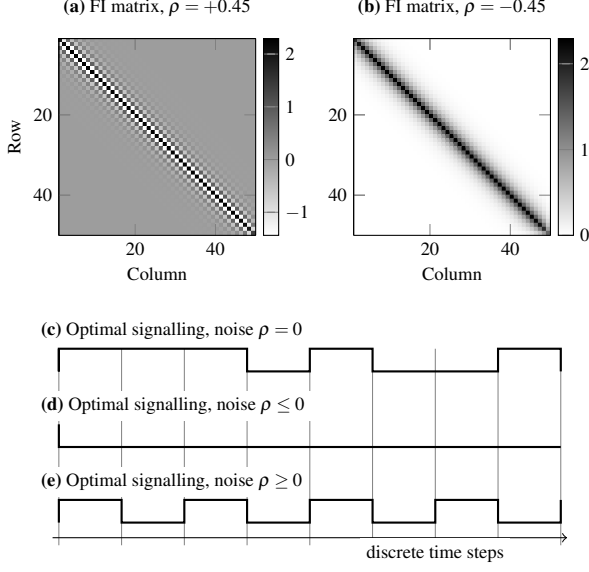 (a) FI matrix, ρ = +0.45
(b) FI matrix, ρ = −0.45
Row
20
40
20
40
Column
2
1
0
−1
20
40
20
40
Column
2
1
0
(c) Optimal signalling, noise ρ = 0
(d) Optimal signalling, noise ρ ≤ 0
(e) Optimal signalling, noise ρ ≥ 0
discrete time steps